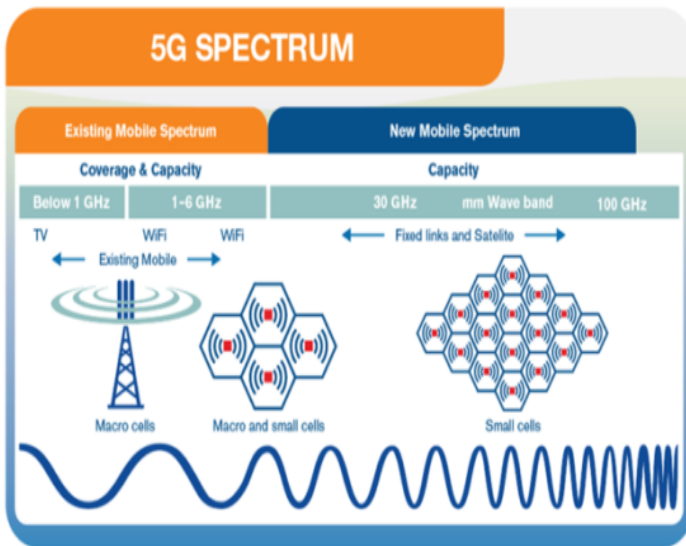 5G SPECTRUM
Existing Mobile Spectrum New Mobile Spectrum
Coverage & Capacity Capacity
Below 1 GHz 1-6 GHz 30 GHz mm Wave band 100 GHz
TV WiFi WiFi Fixed links and Satelite
Existing Mobile
Macro cells Macro and small cells Small cells